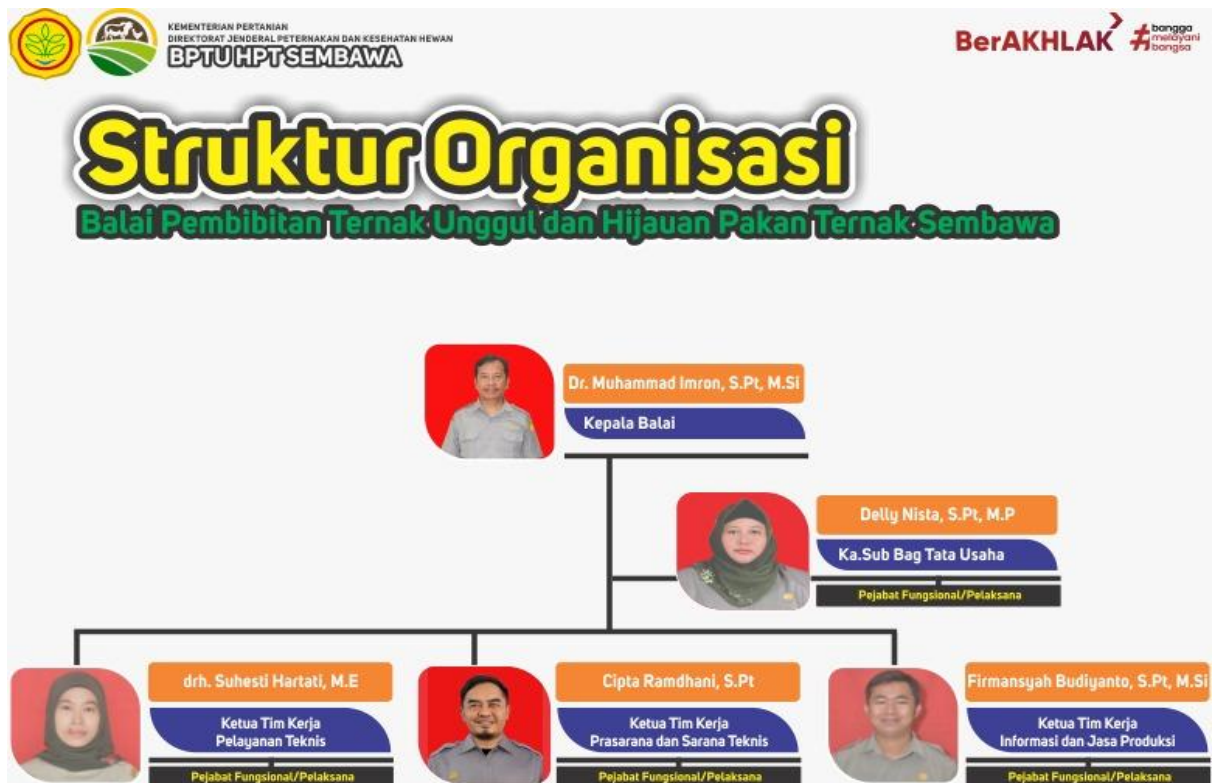 KEMENTERIAN PERTANIAN
DIREKTORAT JENDERAL PETERNAKAN DAN KESEHATAN HEWAN
BPTU HPT SEMBAWA
BerAKHLAK
#bangga
melayani
bangsa
Struktur Organisasi
Balai Pembibitan Ternak Unggul dan Hijauan Pakan Ternak Sembawa
Dr. Muhammad Imron, S.Pt, M.Si
Kepala Balai
Delly Nista, S.Pt, M.P
Ka.Sub Bag Tata Usaha
Pejabat Fungsional/Pelaksana
drh. Suhesti Hartati, M.E
Ketua Tim Kerja
Pelayanan Teknis
Pejabat Fungsional/Pelaksana
Cipta Ramdhani, S.Pt
Ketua Tim Kerja
Prasarana dan Sarana Teknis
Pejabat Fungsional/Pelaksana
Firmansyah Budiyanto, S.Pt, M.Si
Ketua Tim Kerja
Informasi dan Jasa Produksi
Pejabat Fungsional/Pelaksana